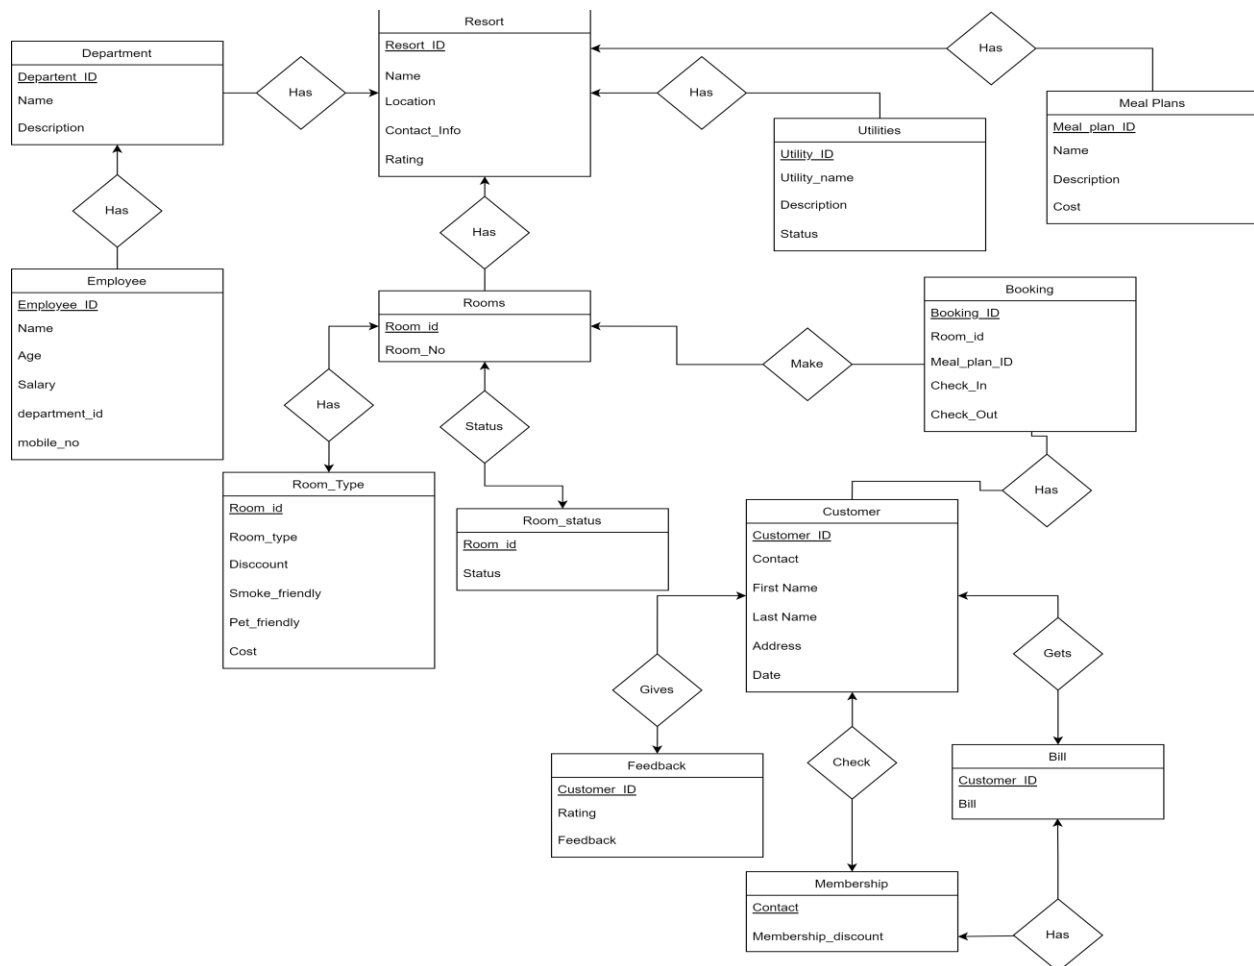 Resort
Resort_ID
Name
Location
Contact_Info
Rating
Department
Departent_ID
Name
Description
Has
Has
Has
Meal Plans
Meal_plan_ID
Name
Description
Cost
Utilities
Utility_ID
Utility_name
Description
Status
Has
Has
Employee
Employee_ID
Name
Age
Salary
department_id
mobile_no
Rooms
Room_id
Room_No
Booking
Booking_ID
Room_id
Meal_plan_ID
Check_In
Check_Out
Make
Has
Status
Has
Room_Type
Room_id
Room_type
Disccount
Smoke_friendly
Pet_friendly
Cost
Room_status
Room_id
Status
Customer
Customer_ID
Contact
First Name
Last Name
Address
Date
Gives
Gets
Check
Feedback
Customer_ID
Rating
Feedback
Bill
Customer_ID
Bill
Membership
Contact
Membership_discount
Has